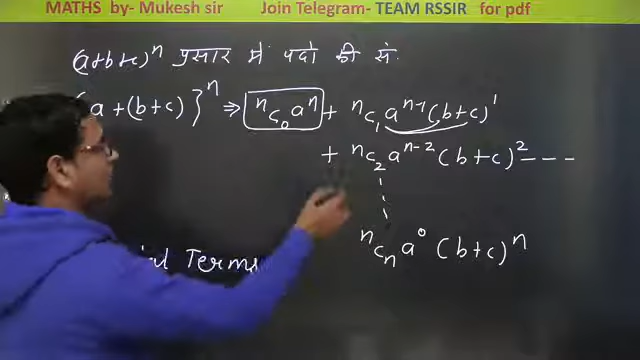 MATHS by- Mukesh sir Join Telegram- TEAM RSSIR for pdf
(a+b+c)ⁿ प्रसार में पदों की सं.
{a+(b+c)}ⁿ ⇒ ⁿC₀aⁿ + ⁿC₁aⁿ⁻¹(b+c)¹
+ ⁿC₂aⁿ⁻²(b+c)²---
ⁿCₙa⁰(b+c)ⁿ
Terms